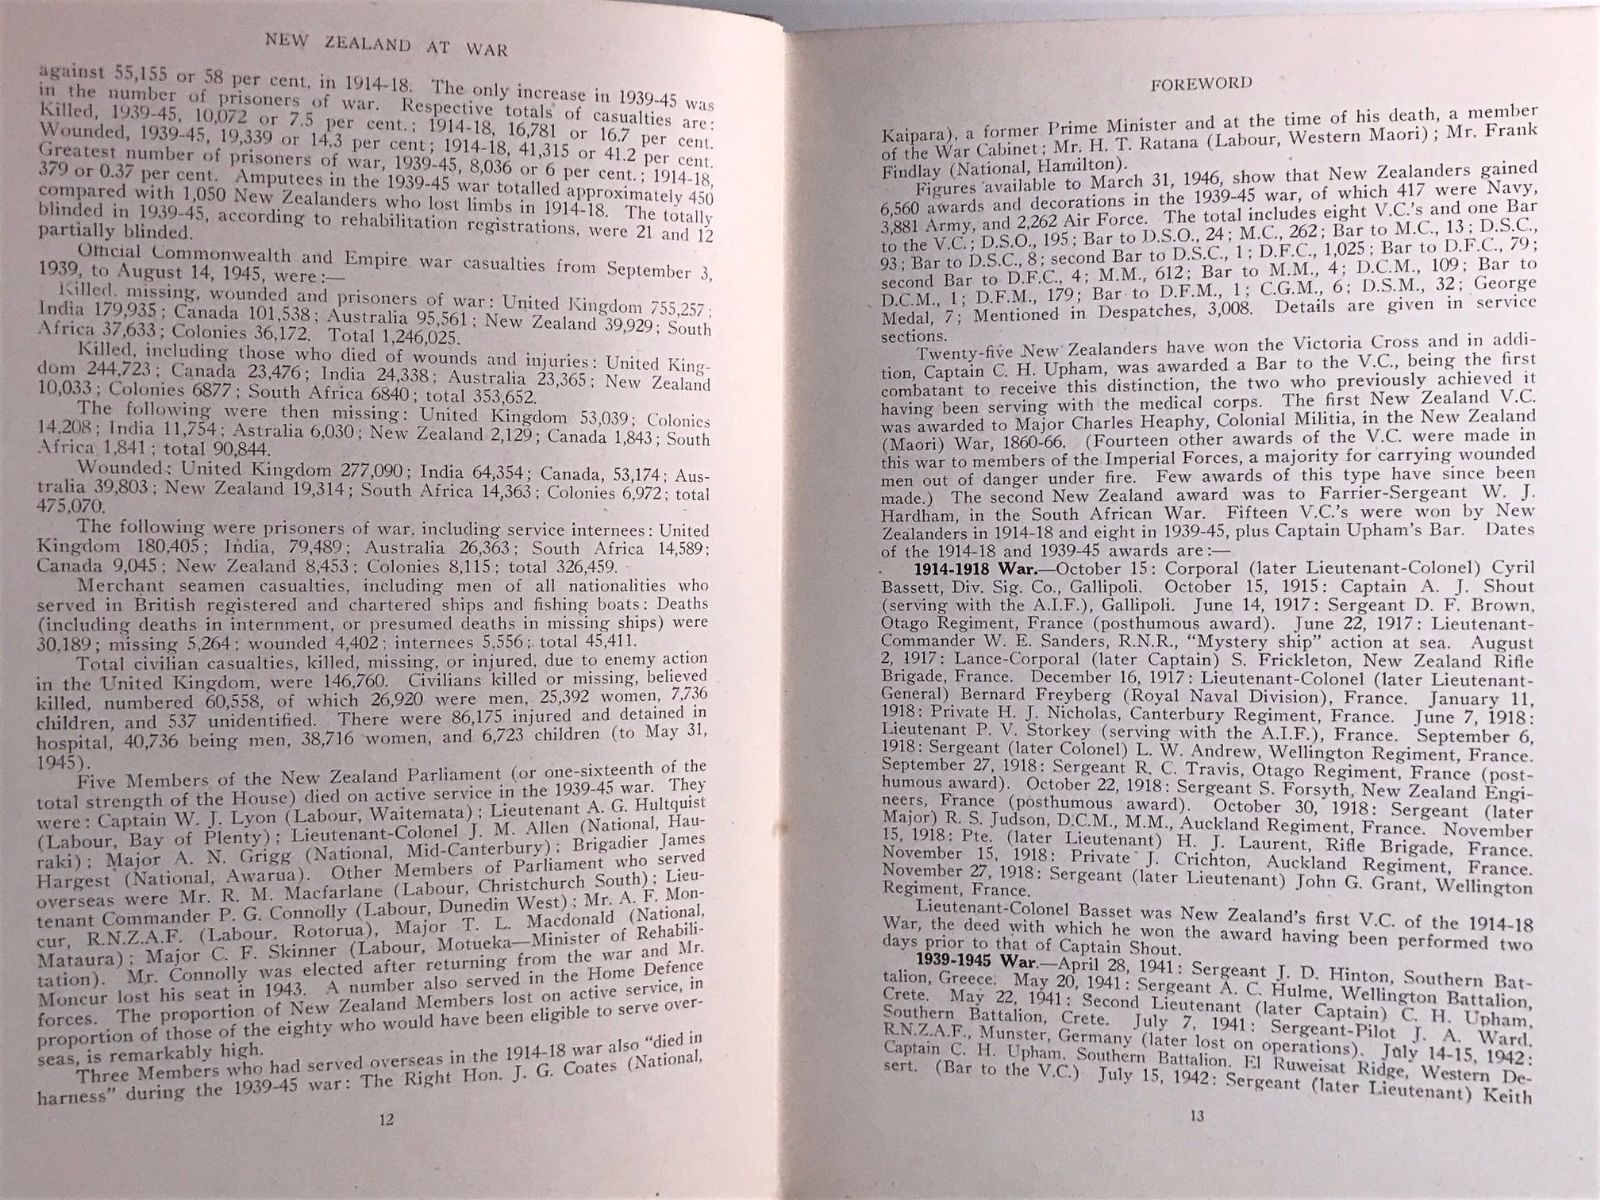 NEW ZEALAND AT WAR
against 55,155 or 58 per cent. in 1914-18. The only increase in 1939-45 was
in the number of prisoners of war. Respective totals of casualties are:
Killed, 1939-45, 10,072 or 7.5 per cent.; 1914-18, 16,781 or 16.7 per cent.
Wounded, 1939-45, 19,339 or 14.3 per cent; 1914-18, 41,315 or 41.2 per cent.
Greatest number of prisoners of war, 1939-45, 8,036 or 6 per cent.; 1914-18,
379 or 0.37 per cent. Amputees in the 1939-45 war totalled approximately 450
compared with 1,050 New Zealanders who lost limbs in 1914-18. The totally
blinded in 1939-45, according to rehabilitation registrations, were 21 and 12
partially blinded.
Official Commonwealth and Empire war casualties from September 3,
1939, to August 14, 1945, were:—
Killed, missing, wounded and prisoners of war: United Kingdom 755,257;
India 179,935; Canada 101,538; Australia 95,561; New Zealand 39,929; South
Africa 37,633; Colonies 36,172. Total 1,246,025.
Killed, including those who died of wounds and injuries: United King-
dom 244,723; Canada 23,476; India 24,338; Australia 23,365; New Zealand
10,033; Colonies 6877; South Africa 6840; total 353,652.
The following were then missing: United Kingdom 53,039; Colonies
14,208; India 11,754; Astralia 6,030; New Zealand 2,129; Canada 1,843; South
Africa 1,841; total 90,844.
Wounded: United Kingdom 277,090; India 64,354; Canada, 53,174; Aus-
tralia 39,803; New Zealand 19,314; South Africa 14,363; Colonies 6,972; total
475,070.
The following were prisoners of war, including service internees: United
Kingdom 180,405; India, 79,489; Australia 26,363; South Africa 14,589;
Canada 9,045; New Zealand 8,453; Colonies 8,115; total 326,459.
Merchant seamen casualties, including men of all nationalities who
served in British registered and chartered ships and fishing boats: Deaths
(including deaths in internment, or presumed deaths in missing ships) were
30,189; missing 5,264; wounded 4,402; internees 5,556; total 45,411.
Total civilian casualties, killed, missing, or injured, due to enemy action
in the United Kingdom, were 146,760. Civilians killed or missing, believed
killed, numbered 60,558, of which 26,920 were men, 25,392 women, 7,736
children, and 537 unidentified. There were 86,175 injured and detained in
hospital, 40,736 being men, 38,716 women, and 6,723 children (to May 31,
1945).
Five Members of the New Zealand Parliament (or one-sixteenth of the
total strength of the House) died on active service in the 1939-45 war. They
were: Captain W. J. Lyon (Labour, Waitemata); Lieutenant A. G. Hultquist
(Labour, Bay of Plenty); Lieutenant-Colonel J. M. Allen (National, Hau-
raki); Major A. N. Grigg (National, Mid-Canterbury); Brigadier James
Hargest (National, Awarua). Other Members of Parliament who served
overseas were Mr. R. M. Macfarlane (Labour, Christchurch South); Lieu-
tenant Commander P. G. Connolly (Labour, Dunedin West); Mr. A. F. Mon-
cur, R.N.Z.A.F. (Labour, Rotorua), Major T. L. Macdonald (National,
Mataura); Major C. F. Skinner (Labour, Motueka—Minister of Rehabili-
tation). Mr. Connolly was elected after returning from the war and Mr.
Moncur lost his seat in 1943. A number also served in the Home Defence
forces. The proportion of New Zealand Members lost on active service, in
proportion of those of the eighty who would have been eligible to serve over-
seas, is remarkably high.
Three Members who had served overseas in the 1914-18 war also "died in
harness" during the 1939-45 war: The Right Hon. J. G. Coates (National,
12
FOREWORD
Kaipara), a former Prime Minister and at the time of his death, a member
of the War Cabinet; Mr. H. T. Ratana (Labour, Western Maori); Mr. Frank
Findlay (National, Hamilton).
Figures available to March 31, 1946, show that New Zealanders gained
6,560 awards and decorations in the 1939-45 war, of which 417 were Navy,
3,881 Army, and 2,262 Air Force. The total includes eight V.C.'s and one Bar
to the V.C.; D.S.O., 195; Bar to D.S.O., 24; M.C., 262; Bar to M.C., 13; D.S.C.,
93; Bar to D.S.C., 8; second Bar to D.S.C., 1; D.F.C., 1,025; Bar to D.F.C., 79;
second Bar to D.F.C., 4; M.M., 612; Bar to M.M., 4; D.C.M., 109; Bar to
D.C.M., 1; D.F.M., 179; Bar to D.F.M., 1; C.G.M., 6; D.S.M., 32; George
Medal, 7; Mentioned in Despatches, 3,008. Details are given in service
sections.
Twenty-five New Zealanders have won the Victoria Cross and in addi-
tion, Captain C. H. Upham, was awarded a Bar to the V.C., being the first
combatant to receive this distinction, the two who previously achieved it
having been serving with the medical corps. The first New Zealand V.C.
was awarded to Major Charles Heaphy, Colonial Militia, in the New Zealand
(Maori) War, 1860-66. (Fourteen other awards of the V.C. were made in
this war to members of the Imperial Forces, a majority for carrying wounded
men out of danger under fire. Few awards of this type have since been
made.) The second New Zealand award was to Farrier-Sergeant W. J.
Hardham, in the South African War. Fifteen V.C.'s were won by New
Zealanders in 1914-18 and eight in 1939-45, plus Captain Upham's Bar. Dates
of the 1914-18 and 1939-45 awards are:—
1914-1918 War.—October 15: Corporal (later Lieutenant-Colonel) Cyril
Bassett, Div. Sig. Co., Gallipoli. October 15, 1915: Captain A. J. Shout
(serving with the A.I.F.), Gallipoli. June 14, 1917: Sergeant D. F. Brown,
Otago Regiment, France (posthumous award). June 22, 1917: Lieutenant-
Commander W. E. Sanders, R.N.R., "Mystery ship" action at sea. August
2, 1917: Lance-Corporal (later Captain) S. Frickleton, New Zealand Rifle
Brigade, France. December 16, 1917: Lieutenant-Colonel (later Lieutenant-
General) Bernard Freyberg (Royal Naval Division), France. January 11,
1918: Private H. J. Nicholas, Canterbury Regiment, France. June 7, 1918:
Lieutenant P. V. Storkey (serving with the A.I.F.), France. September 6,
1918: Sergeant (later Colonel) L. W. Andrew, Wellington Regiment, France.
September 27, 1918: Sergeant R. C. Travis, Otago Regiment, France (post-
humous award). October 22, 1918: Sergeant S. Forsyth, New Zealand Engi-
neers, France (posthumous award). October 30, 1918: Sergeant (later
Major) R. S. Judson, D.C.M., M.M., Auckland Regiment, France. November
15, 1918: Pte. (later Lieutenant) H. J. Laurent, Rifle Brigade, France.
November 15, 1918: Private J. Crichton, Auckland Regiment, France.
November 27, 1918: Sergeant (later Lieutenant) John G. Grant, Wellington
Regiment, France.
Lieutenant-Colonel Basset was New Zealand's first V.C. of the 1914-18
War, the deed with which he won the award having been performed two
days prior to that of Captain Shout.
1939-1945 War.—April 28, 1941: Sergeant J. D. Hinton, Southern Bat-
talion, Greece. May 20, 1941: Sergeant A. C. Hulme, Wellington Battalion,
Crete. May 22, 1941: Second Lieutenant (later Captain) C. H. Upham,
Southern Battalion, Crete. July 7, 1941: Sergeant-Pilot J. A. Ward,
R.N.Z.A.F., Munster, Germany (later lost on operations). July 14-15, 1942:
Captain C. H. Upham, Southern Battalion, El Ruweisat Ridge, Western De-
sert. (Bar to the V.C.) July 15, 1942: Sergeant (later Lieutenant) Keith
13